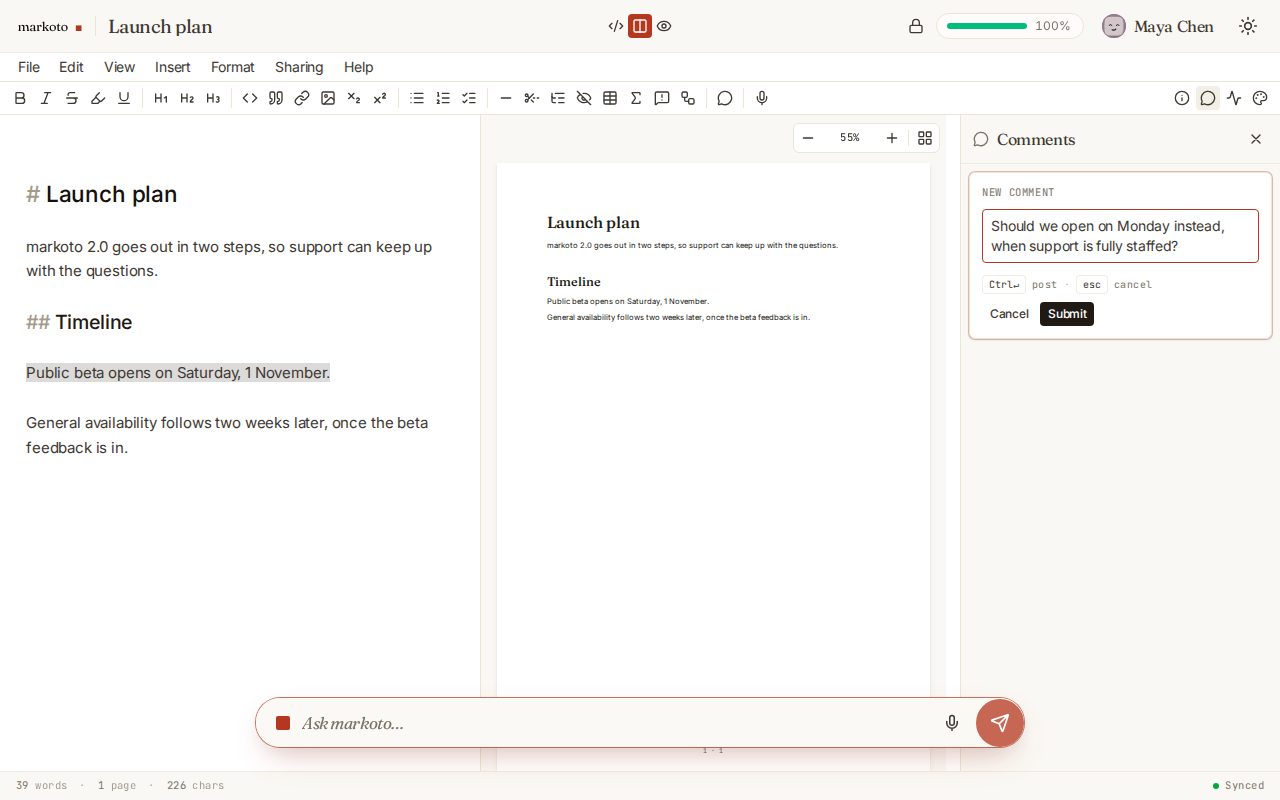 markoto
Launch plan
100%
Maya Chen
File Edit View Insert Format Sharing Help
H1 H2 H3
55%
Comments
# Launch plan
markoto 2.0 goes out in two steps, so support can keep up
with the questions.
## Timeline
Public beta opens on Saturday, 1 November.
General availability follows two weeks later, once the beta
feedback is in.
Launch plan
markoto 2.0 goes out in two steps, so support can keep up with the questions.
Timeline
Public beta opens on Saturday, 1 November.
General availability follows two weeks later, once the beta feedback is in.
1 · 1
NEW COMMENT
Should we open on Monday instead,
when support is fully staffed?
Ctrl↵ post · esc cancel
Cancel Submit
Ask markoto...
39 words · 1 page · 226 chars
Synced